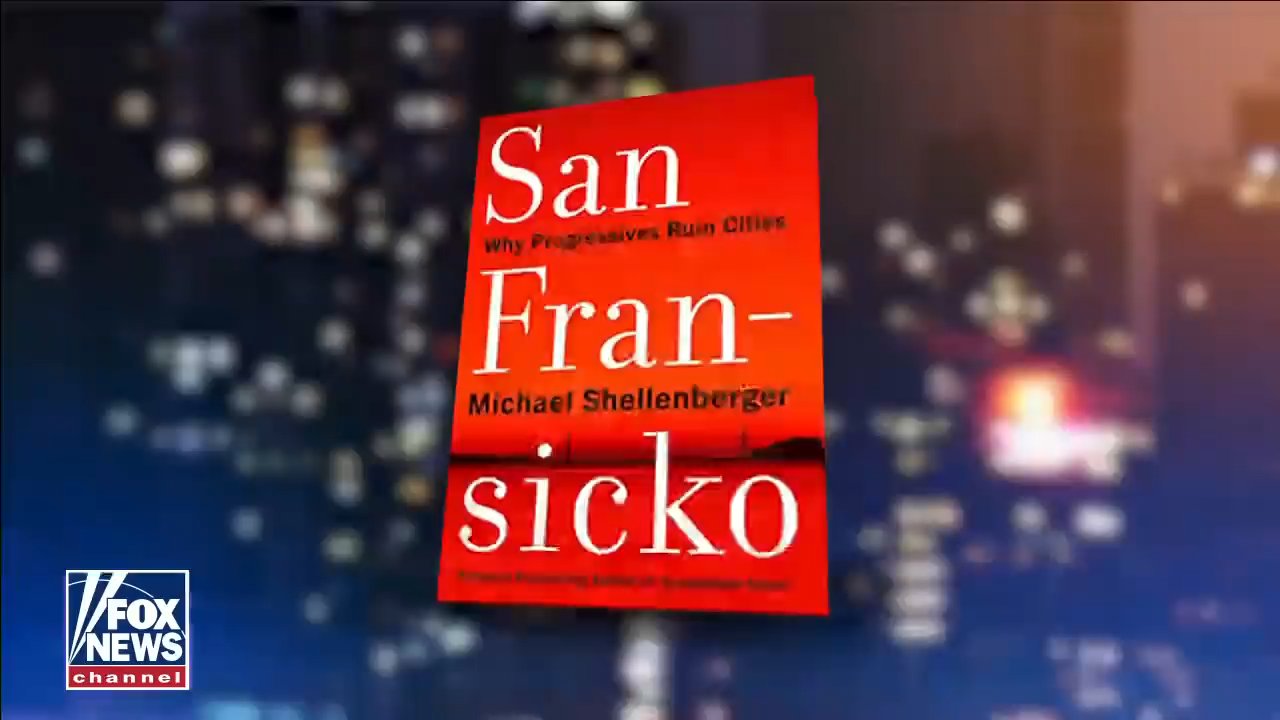 San
Why Progressives Ruin Cities
Fran-
Michael Shellenberger
sicko
FOX
NEWS
channel